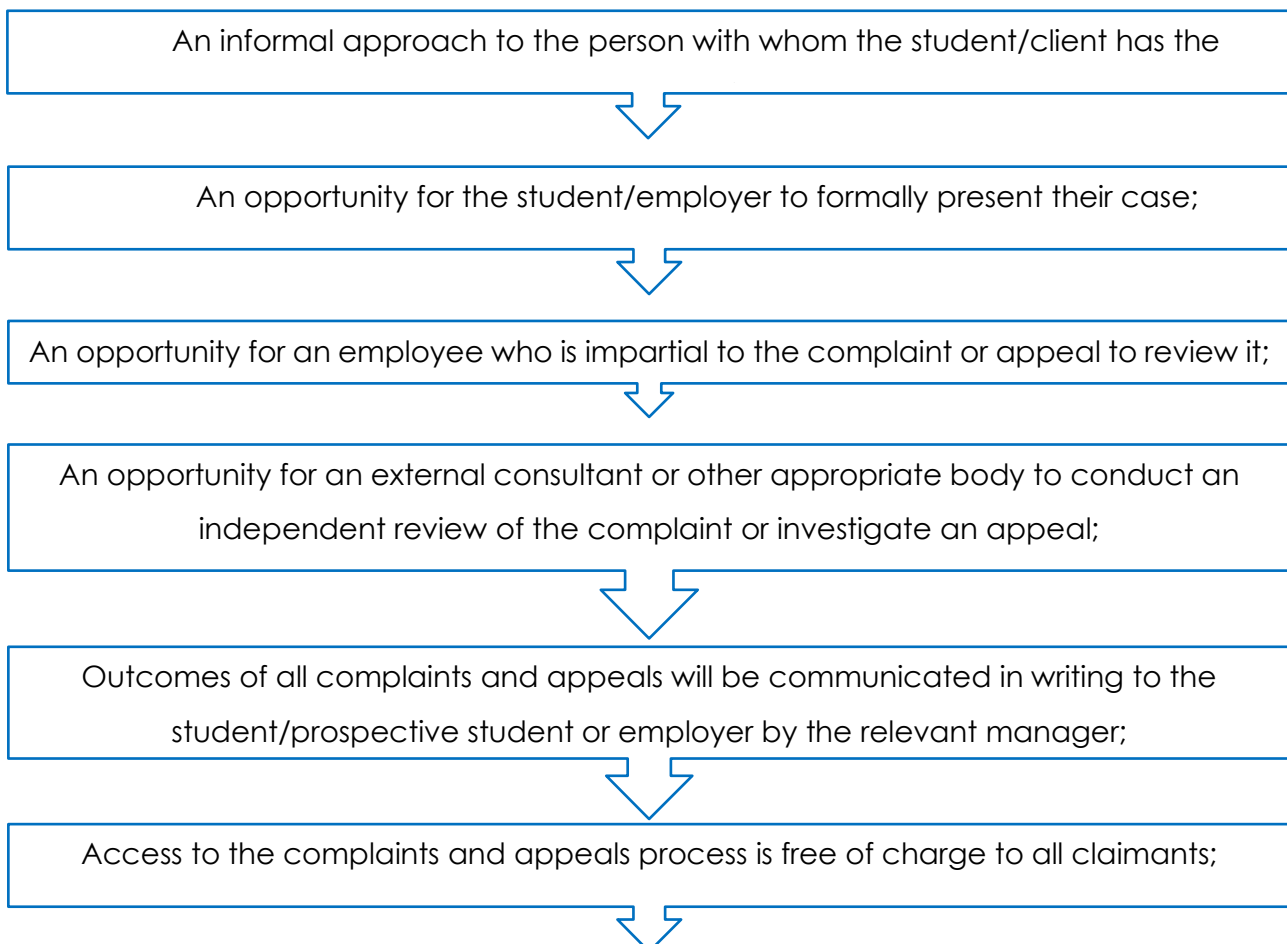 An informal approach to the person with whom the student/client has the
An opportunity for the student/employer to formally present their case;
An opportunity for an employee who is impartial to the complaint or appeal to review it;
An opportunity for an external consultant or other appropriate body to conduct an
independent review of the complaint or investigate an appeal;
Outcomes of all complaints and appeals will be communicated in writing to the
student/prospective student or employer by the relevant manager;
Access to the complaints and appeals process is free of charge to all claimants;